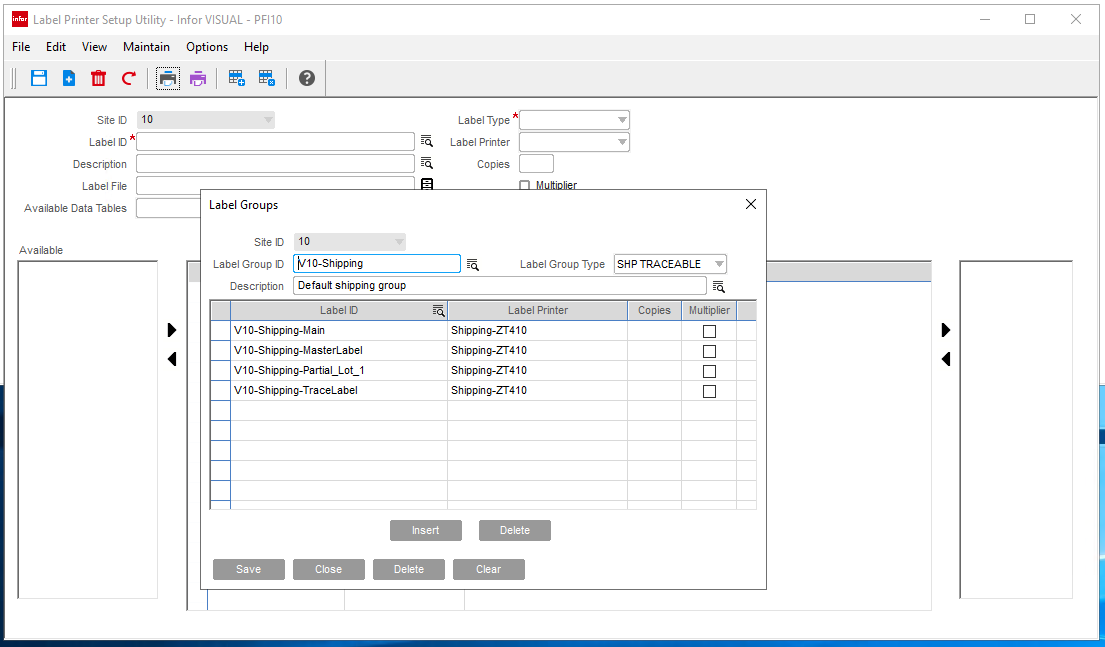 infor Label Printer Setup Utility - Infor VISUAL - PFI10
File Edit View Maintain Options Help
Site ID 10 Label Type *
Label ID * Label Printer
Description Copies
Label File Multiplier
Available Data Tables
Available
Label Groups
Site ID 10
Label Group ID V10-Shipping Label Group Type SHP TRACEABLE
Description Default shipping group
Label ID Label Printer Copies Multiplier
V10-Shipping-Main Shipping-ZT410
V10-Shipping-MasterLabel Shipping-ZT410
V10-Shipping-Partial_Lot_1 Shipping-ZT410
V10-Shipping-TraceLabel Shipping-ZT410
Insert Delete
Save Close Delete Clear